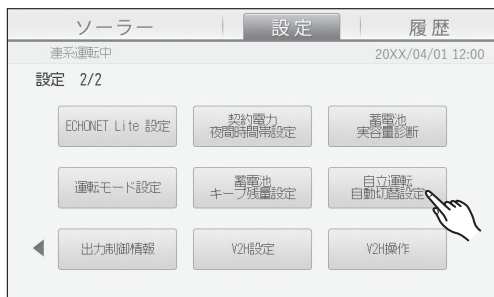 ソーラー 設定 履歴
連系運転中 20XX/04/01 12:00
設定 2/2
ECHONET Lite 設定
契約電力
夜間時間帯設定
蓄電池
実容量診断
運転モード設定
蓄電池
キープ残量設定
自立運転
自動切替設定
出力制御情報
V2H設定
V2H操作